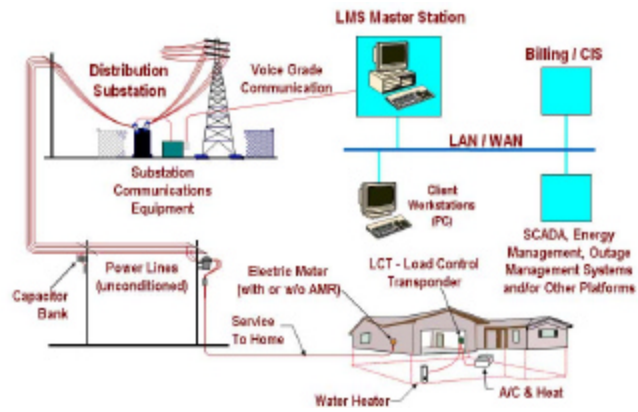 LMS Master Station
Distribution
Substation
Voice Grade
Communication
Billing / CIS
LAN / WAN
Substation
Communications
Equipment
Client
Workstations
(PC)
SCADA, Energy
Management, Outage
Management Systems
and/or Other Platforms
Capacitor
Bank
Power Lines
(unconditioned)
Electric Meter
(with or w/o AMR)
LCT - Load Control
Transponder
Service
To Home
Water Heater
A/C & Heat